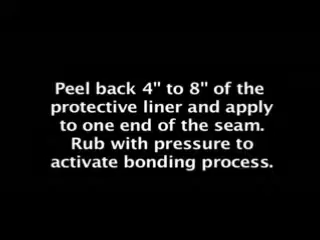 Peel back 4" to 8" of the
protective liner and apply
to one end of the seam.
Rub with pressure to
activate bonding process.